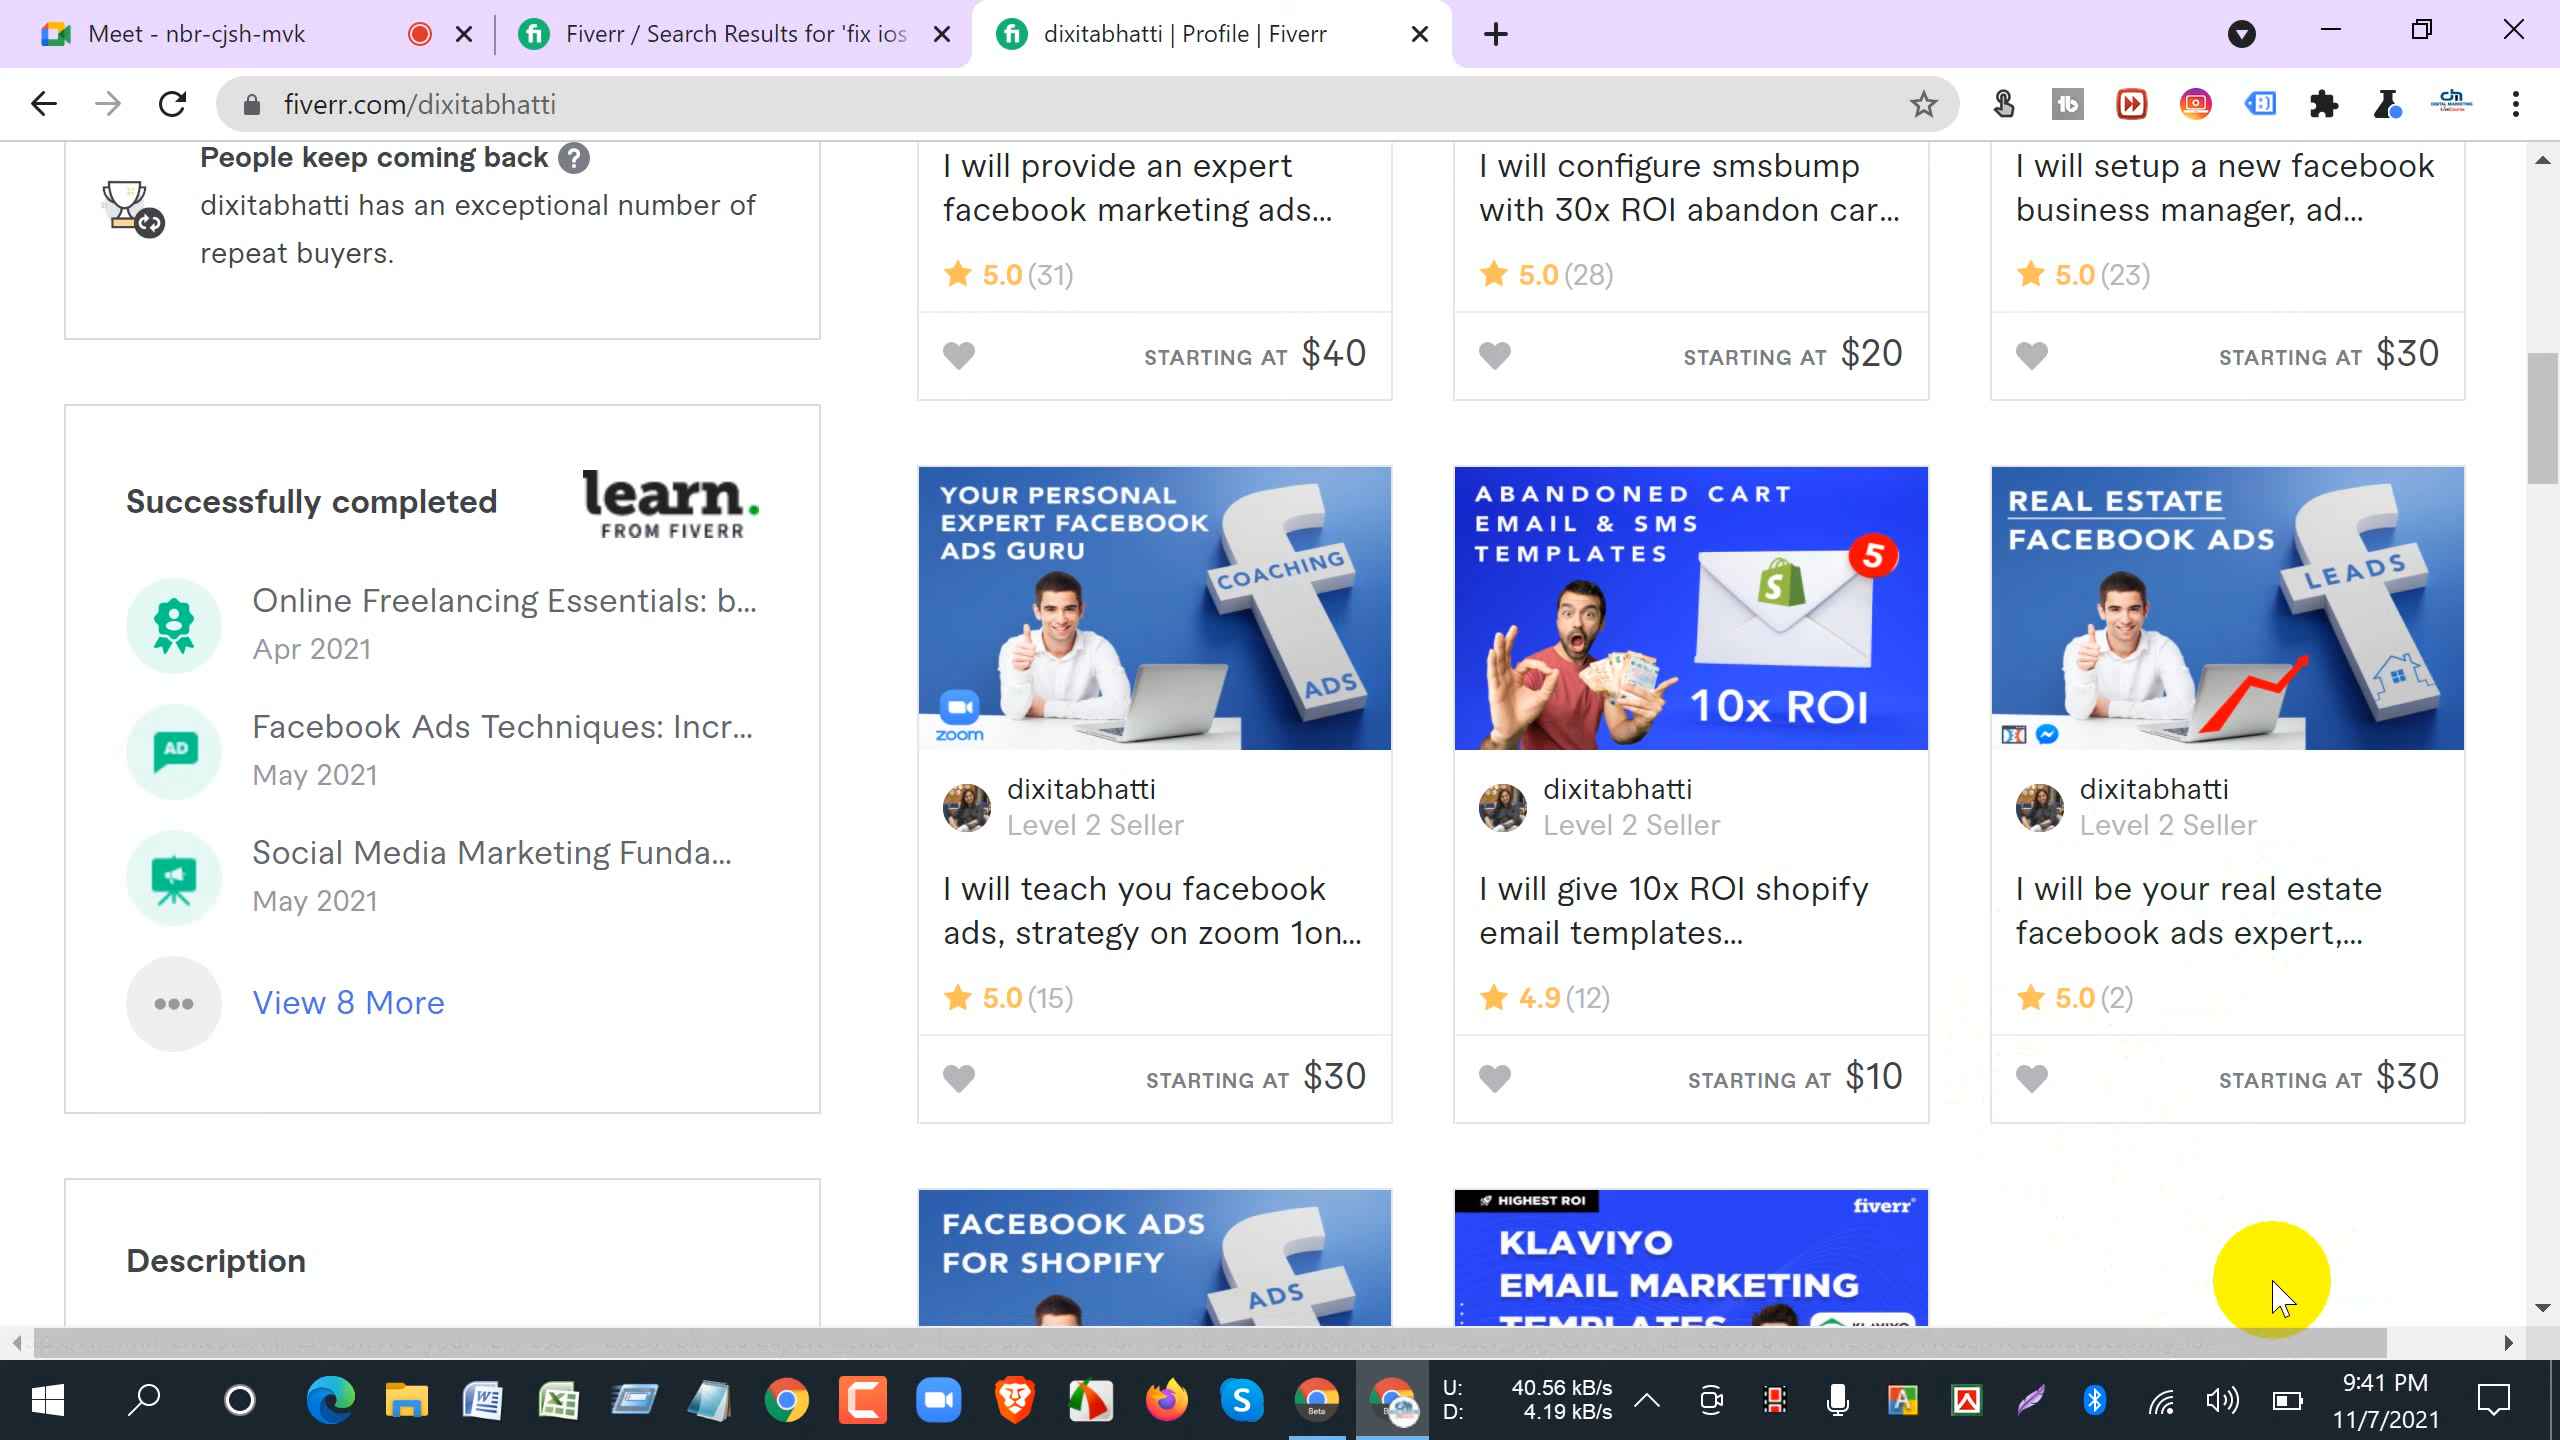 Meet - nbr-cjsh-mvk
Fiverr / Search Results for 'fix ios
dixitabhatti | Profile | Fiverr
fiverr.com/dixitabhatti
People keep coming back ?
dixitabhatti has an exceptional number of
repeat buyers.
Successfully completed
learn.
FROM FIVERR
Online Freelancing Essentials: b...
Apr 2021
AD
Facebook Ads Techniques: Incr...
May 2021
Social Media Marketing Funda...
May 2021
View 8 More
Description
I will provide an expert
facebook marketing ads...
5.0 (31)
STARTING AT $40
I will configure smsbump
with 30x ROI abandon car...
5.0 (28)
STARTING AT $20
I will setup a new facebook
business manager, ad...
5.0 (23)
STARTING AT $30
YOUR PERSONAL
EXPERT FACEBOOK
ADS GURU
COACHING
ADS
zoom
dixitabhatti
Level 2 Seller
I will teach you facebook
ads, strategy on zoom 1on...
5.0 (15)
STARTING AT $30
ABANDONED CART
EMAIL & SMS
TEMPLATES
5
S
10x ROI
dixitabhatti
Level 2 Seller
I will give 10x ROI shopify
email templates...
4.9 (12)
STARTING AT $10
REAL ESTATE
FACEBOOK ADS
LEADS
dixitabhatti
Level 2 Seller
I will be your real estate
facebook ads expert,...
5.0 (2)
STARTING AT $30
FACEBOOK ADS
FOR SHOPIFY
ADS
HIGHEST ROI
fiverr
KLAVIYO
EMAIL MARKETING
TEMPLATES
U: 40.56 kB/s
D: 4.19 kB/s
9:41 PM
11/7/2021